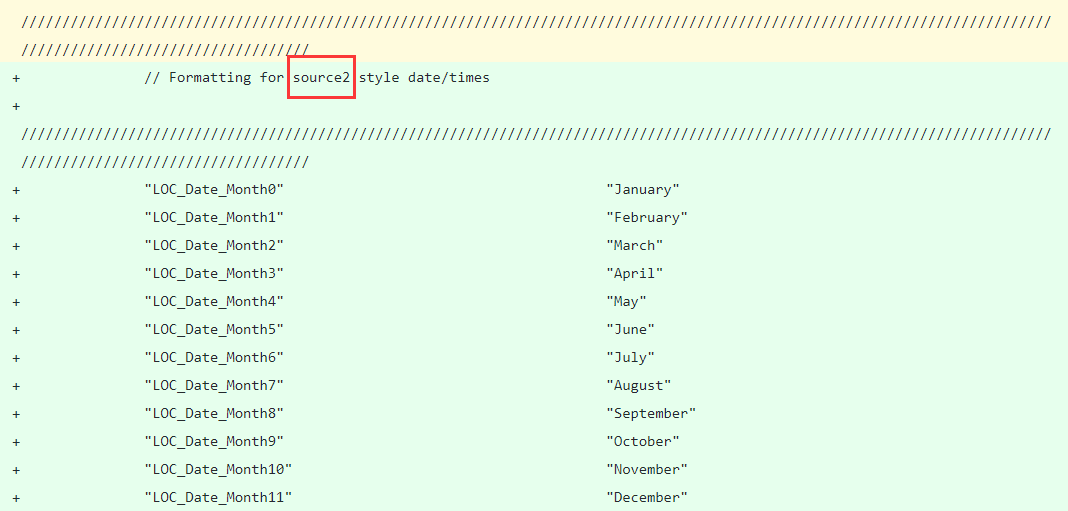 /////////////////////////////////////////////////////////////////////////////////////////////////////////////////////////////
///////////////////////////////////
+ // Formatting for source2 style date/times
+
/////////////////////////////////////////////////////////////////////////////////////////////////////////////////////////////
///////////////////////////////////
+ "LOC_Date_Month0" "January"
+ "LOC_Date_Month1" "February"
+ "LOC_Date_Month2" "March"
+ "LOC_Date_Month3" "April"
+ "LOC_Date_Month4" "May"
+ "LOC_Date_Month5" "June"
+ "LOC_Date_Month6" "July"
+ "LOC_Date_Month7" "August"
+ "LOC_Date_Month8" "September"
+ "LOC_Date_Month9" "October"
+ "LOC_Date_Month10" "November"
+ "LOC_Date_Month11" "December"